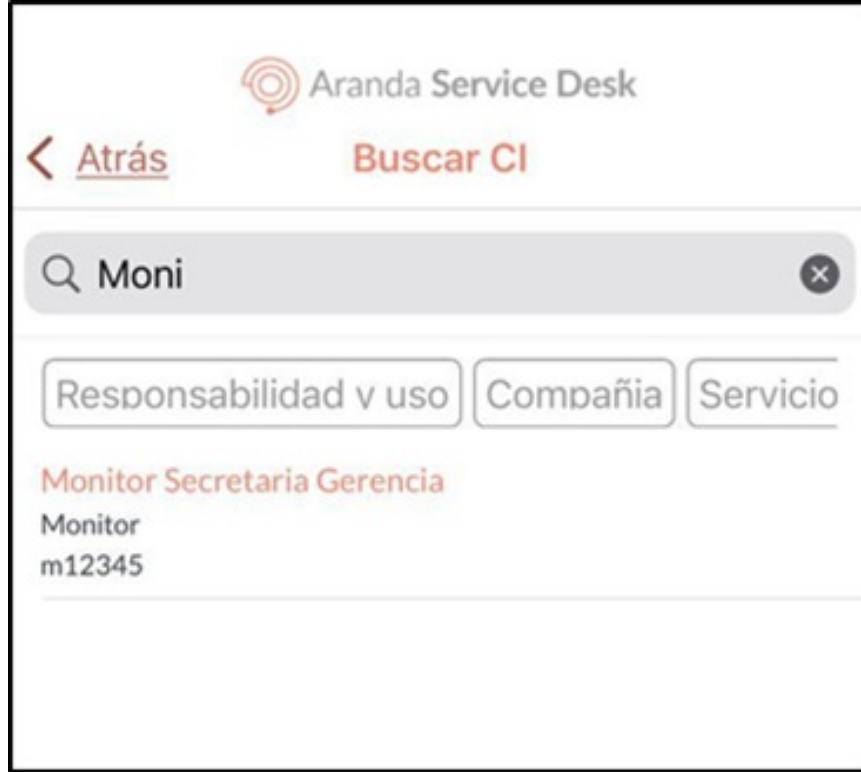 Aranda Service Desk
Atrás Buscar CI
Moni
Responsabilidad y uso Compañia Servicio
Monitor Secretaria Gerencia
Monitor
m12345